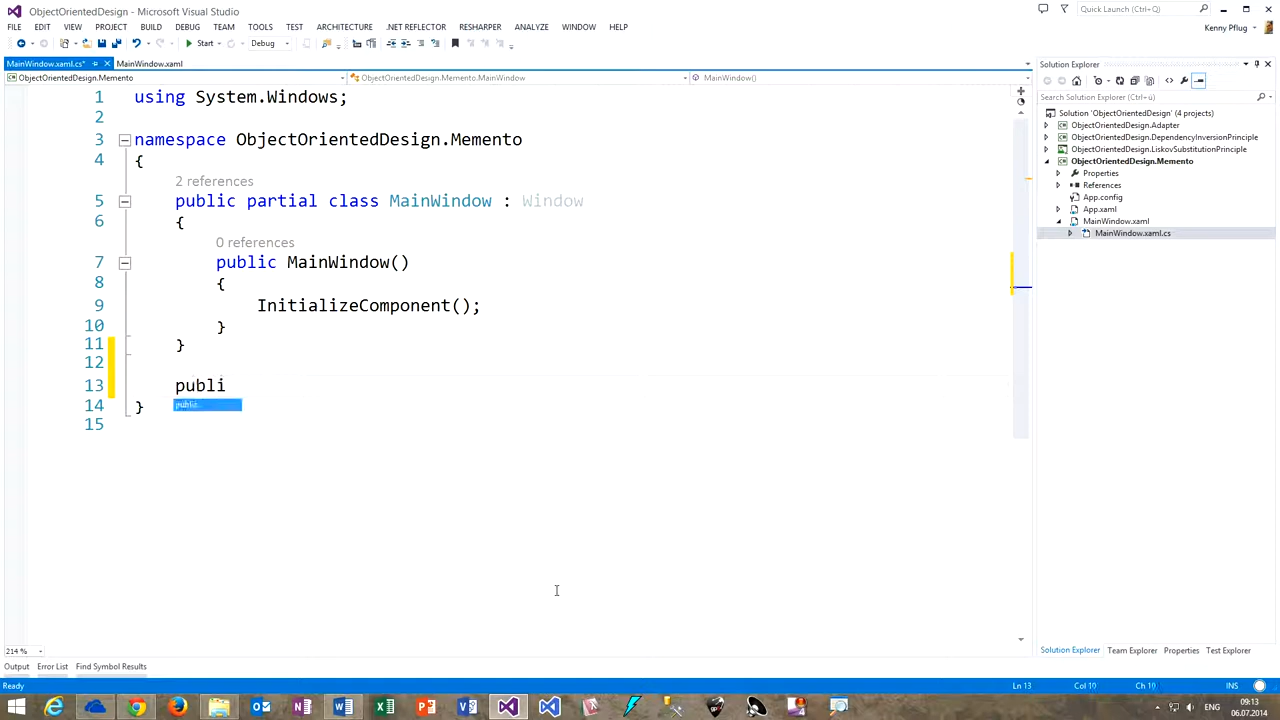 ObjectOrientedDesign - Microsoft Visual Studio
Quick Launch (Ctrl+Q)
FILE EDIT VIEW PROJECT BUILD DEBUG TEAM TOOLS TEST ARCHITECTURE .NET REFLECTOR RESHARPER ANALYZE WINDOW HELP
Kenny Pflug
Start Debug
MainWindow.xaml.cs* MainWindow.xaml
ObjectOrientedDesign.Memento ObjectOrientedDesign.Memento.MainWindow MainWindow()
1 using System.Windows;
2
3 namespace ObjectOrientedDesign.Memento
4 {
2 references
5 public partial class MainWindow : Window
6 {
0 references
7 public MainWindow()
8 {
9 InitializeComponent();
10 }
11 }
12
13 publi
public
14 }
15
Solution Explorer
Search Solution Explorer (Ctrl+ü)
Solution 'ObjectOrientedDesign' (4 projects)
ObjectOrientedDesign.Adapter
ObjectOrientedDesign.DependencyInversionPrinciple
ObjectOrientedDesign.LiskovSubstitutionPrinciple
ObjectOrientedDesign.Memento
Properties
References
App.config
App.xaml
MainWindow.xaml
MainWindow.xaml.cs
214 %
Solution Explorer Team Explorer Properties Test Explorer
Output Error List Find Symbol Results
Ready Ln 13 Col 10 Ch 10 INS
ENG
09:13
06.07.2014